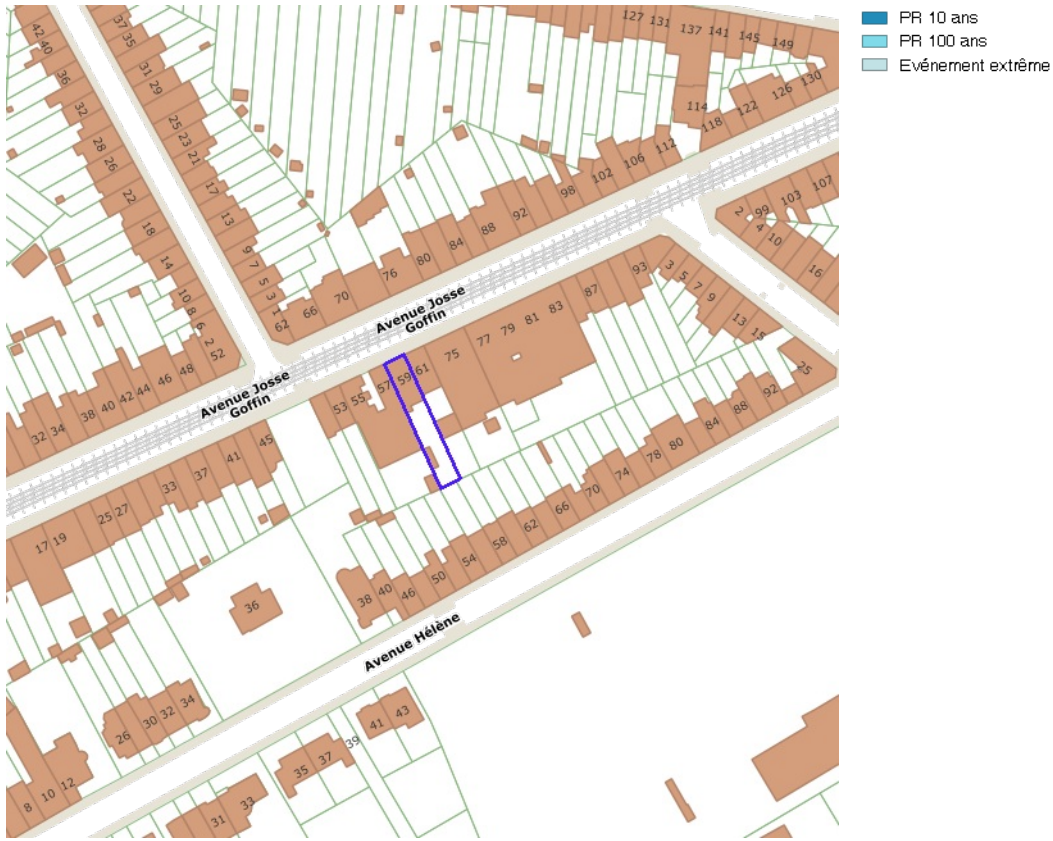 PR 10 ans
PR 100 ans
Evénement extrême
42 40 36 32 28 26 22 18 14 10 8 6 2 52
37 35 31 29 25 23 21 17 13 9 7 5 3 1
127 131 137 141 145 149
114 118 122 126 130
62 66 70 76 80 84 88 92 98 102 106 112
2 99 103 107
4 10 16
Avenue Josse
Goffin
93 3 5 7 9 13 15 25
53 55 57 59 61 75 77 79 81 83 87
Avenue Josse
Goffin
32 34 38 40 42 44 46 48
17 19 25 27 33 37 41 45
36
38 40 46 50 54 58 62 66 70 74 78 80 84 88 92
Avenue Hélène
26 30 32 34
41 43
39
35 37
8 10 12
31 33